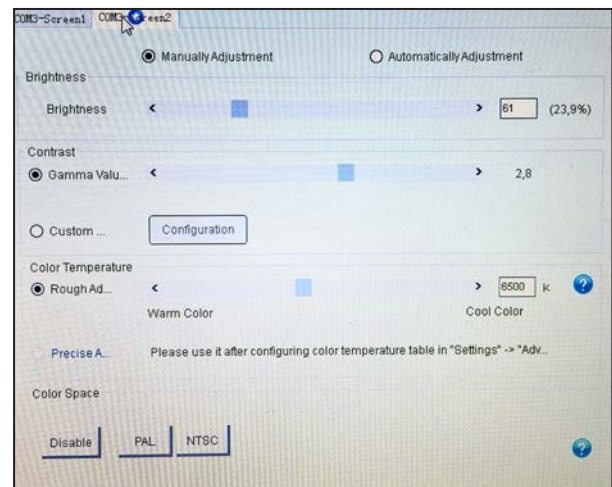 COM3-Screen1 COM3-Screen2
Manually Adjustment Automatically Adjustment
Brightness
Brightness 61 (23,9%)
Contrast
Gamma Valu... 2,8
Custom ... Configuration
Color Temperature
Rough Ad... 6500 k ?
Warm Color Cool Color
Precise A... Please use it after configuring color temperature table in "Settings" -> "Adv...
Color Space
Disable PAL NTSC ?